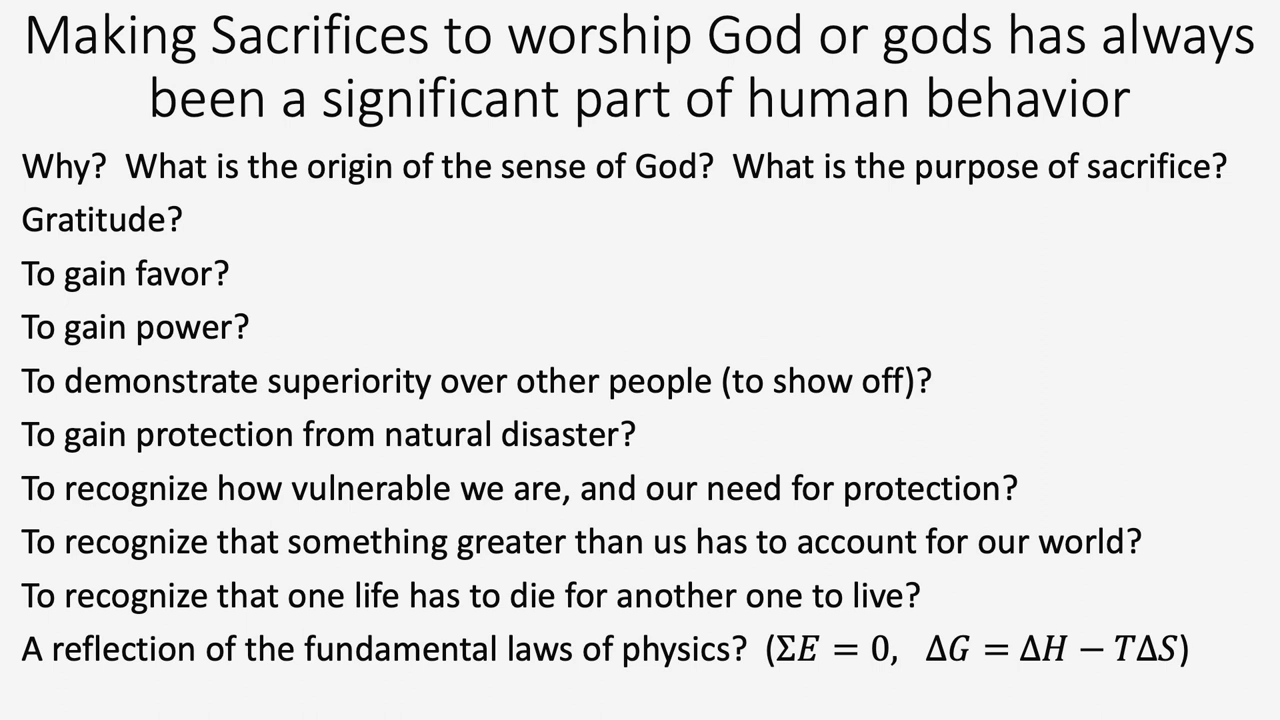 Making Sacrifices to worship God or gods has always
been a significant part of human behavior
Why?  What is the origin of the sense of God?  What is the purpose of sacrifice?
Gratitude?
To gain favor?
To gain power?
To demonstrate superiority over other people (to show off)?
To gain protection from natural disaster?
To recognize how vulnerable we are, and our need for protection?
To recognize that something greater than us has to account for our world?
To recognize that one life has to die for another one to live?
A reflection of the fundamental laws of physics?  (ΣE = 0,  ΔG = ΔH − TΔS)